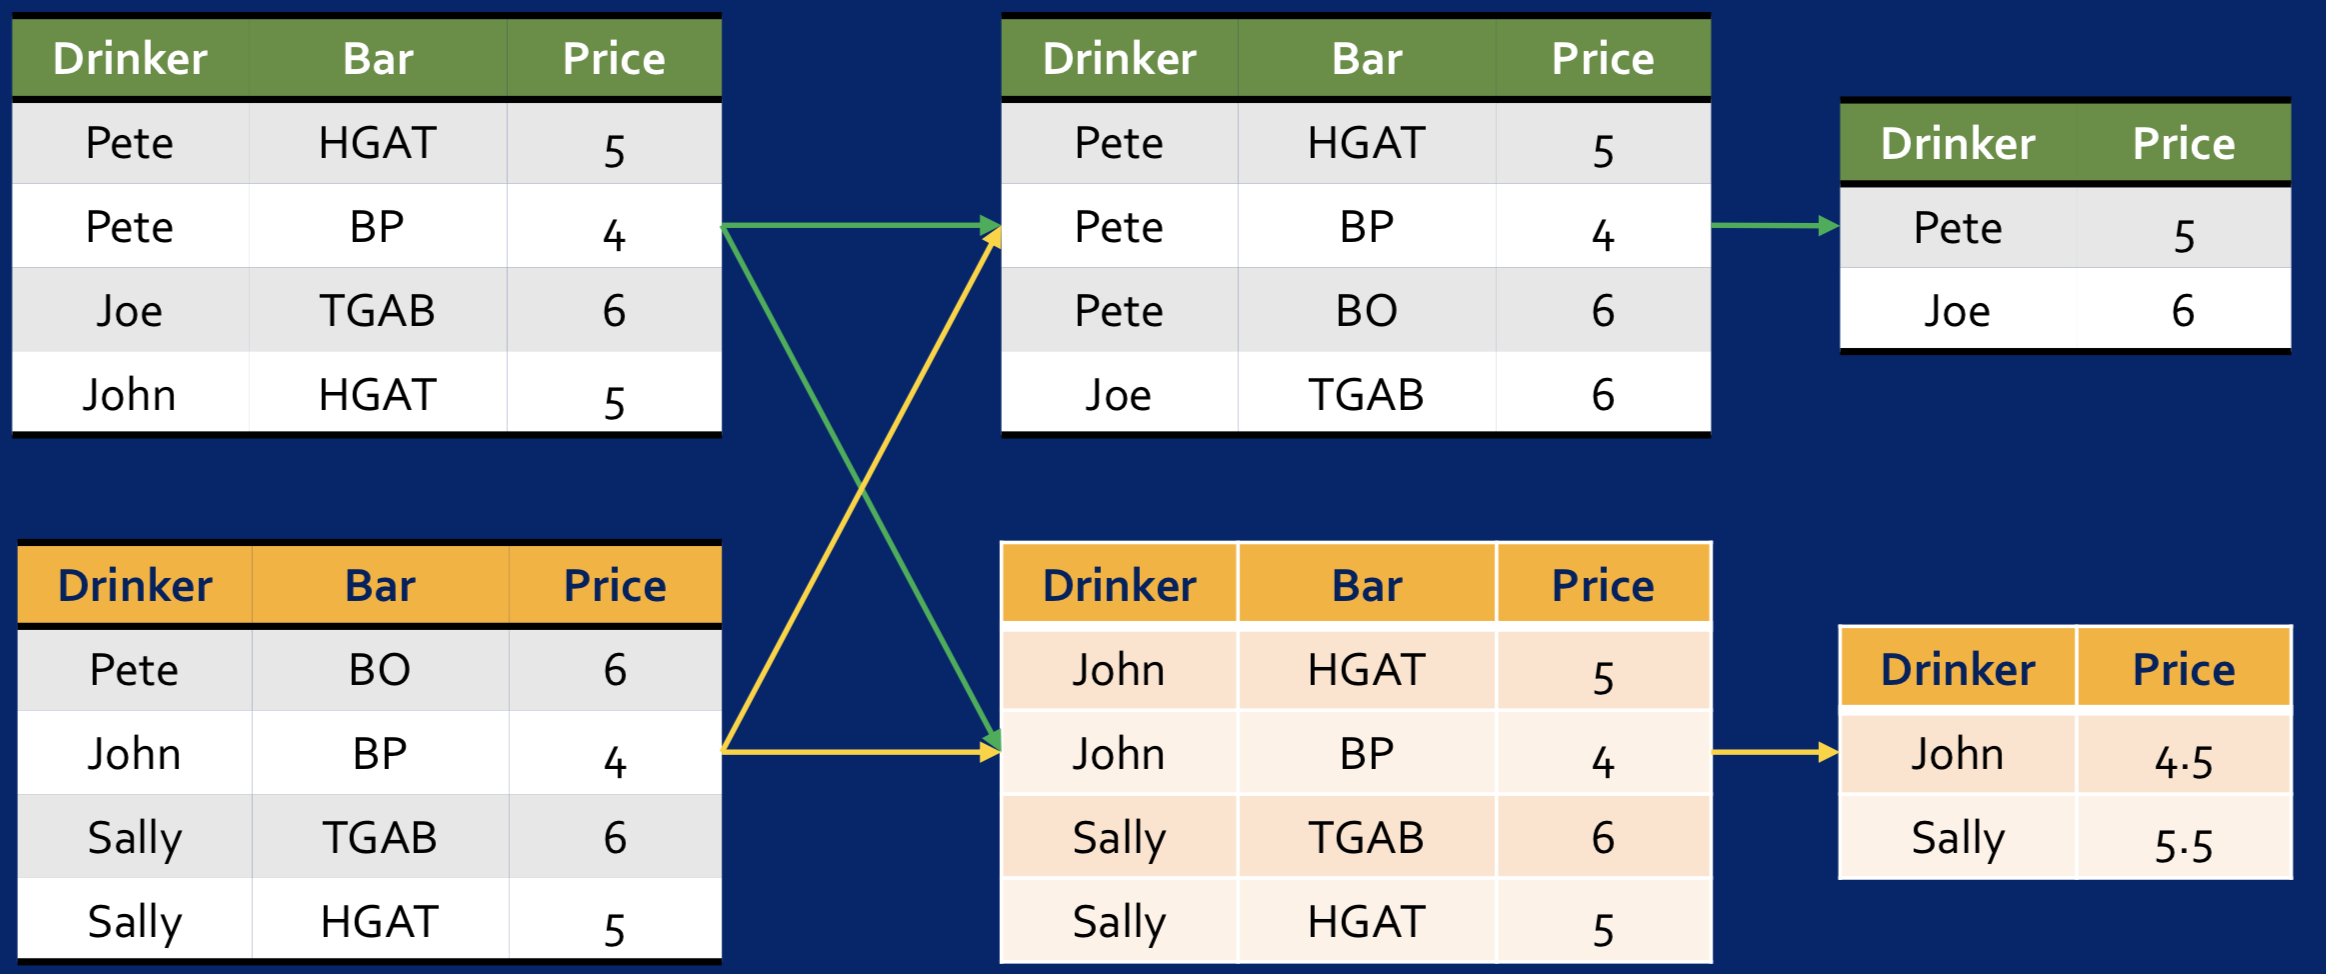 Drinker Bar Price
Pete HGAT 5
Pete BP 4
Joe TGAB 6
John HGAT 5
Drinker Bar Price
Pete BO 6
John BP 4
Sally TGAB 6
Sally HGAT 5
Drinker Bar Price
Pete HGAT 5
Pete BP 4
Pete BO 6
Joe TGAB 6
Drinker Bar Price
John HGAT 5
John BP 4
Sally TGAB 6
Sally HGAT 5
Drinker Price
Pete 5
Joe 6
Drinker Price
John 4.5
Sally 5.5